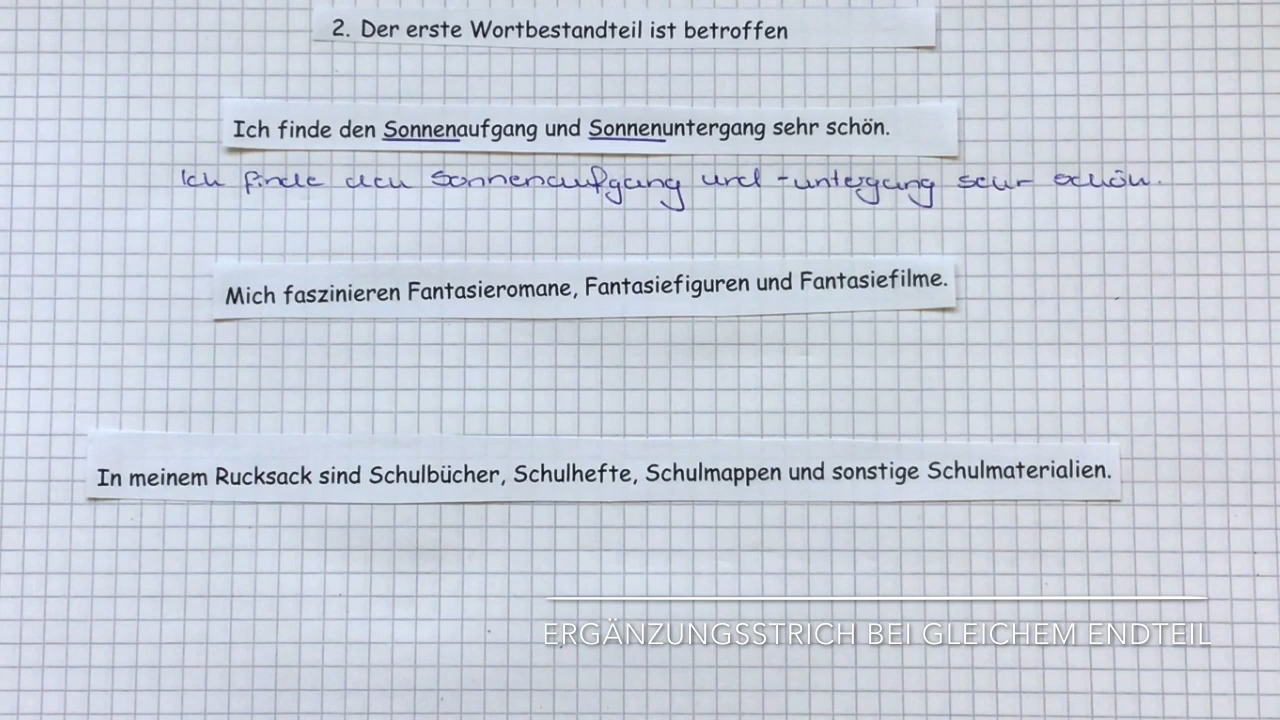 2. Der erste Wortbestandteil ist betroffen
Ich finde den Sonnenaufgang und Sonnenuntergang sehr schön.
Ich finde den Sonnenaufgang und -untergang sehr schön.
Mich faszinieren Fantasieromane, Fantasiefiguren und Fantasiefilme.
In meinem Rucksack sind Schulbücher, Schulhefte, Schulmappen und sonstige Schulmaterialien.
ERGÄNZUNGSSTRICH BEI GLEICHEM ENDTEIL